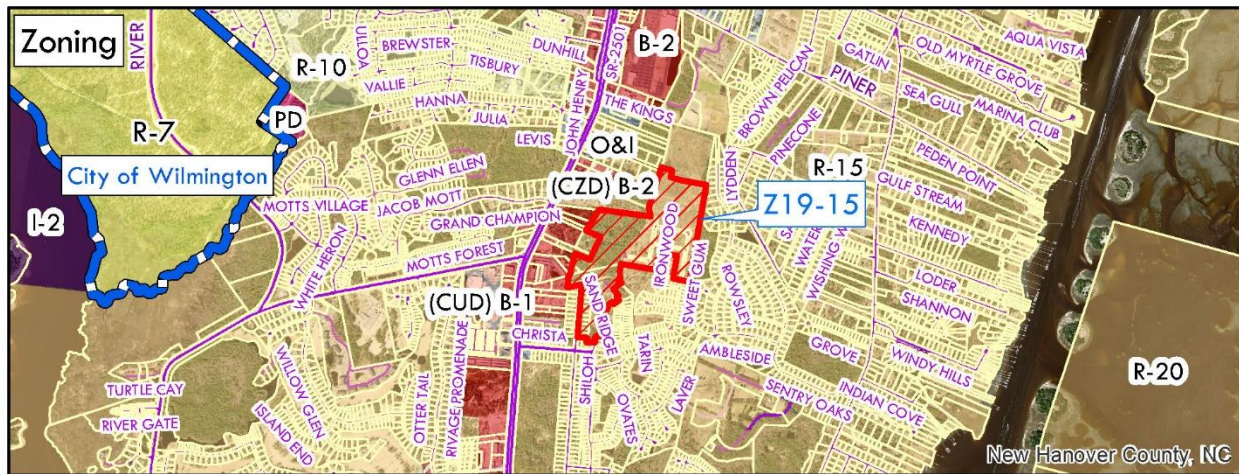 Zoning
RIVER
ULLOA
BREWSTER
TISBURY
DUNHILL
JOHN HENRY
SR-2501
B-2
R-10
VALLIE
HANNA
JULIA
LEVIS
THE KINGS
BROWN PELICAN
PINER
GATLIN
OLD MYRTLE GROVE
AQUA VISTA
SEA GULL
MARINA CLUB
PD
R-7
City of Wilmington
I-2
O&I
(CZD) B-2
LYDDEN
PINECONE
R-15
PEDEN POINT
GULF STREAM
KENNEDY
MOTTS VILLAGE
GLENN ELLEN
JACOB MOTT
GRAND CHAMPION
MOTTS FOREST
WHITE HERON
Z19-15
IRONWOOD
SWEETGUM
SAND RIDGE
ROWSLEY
LODER
SHANNON
WINDY HILLS
(CUD) B-1
CHRISTA
SHILOH
TARIN
AMBLESIDE
GROVE
SENTRY OAKS
INDIAN COVE
LAVER
OVATES
R-20
TURTLE CAY
RIVER GATE
WILLOW GLEN
ISLAND END
OTTER TAIL
RIVAGE PROMENADE
New Hanover County, NC